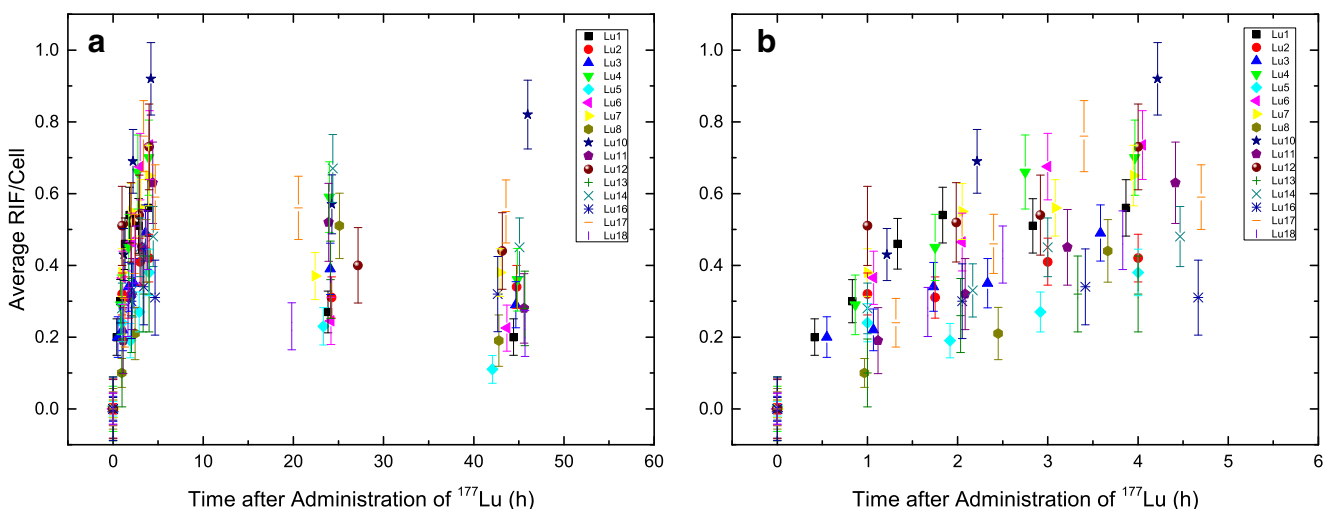 a
Average RIF/Cell
1.0
0.8
0.6
0.4
0.2
0.0
0
10
20
30
40
50
60
Time after Administration of ¹⁷⁷Lu (h)
Lu1
Lu2
Lu3
Lu4
Lu5
Lu6
Lu7
Lu8
Lu10
Lu11
Lu12
Lu13
Lu14
Lu16
Lu17
Lu18
b
1.0
0.8
0.6
0.4
0.2
0.0
0
1
2
3
4
5
6
Time after Administration of ¹⁷⁷Lu (h)
Lu1
Lu2
Lu3
Lu4
Lu5
Lu6
Lu7
Lu8
Lu10
Lu11
Lu12
Lu13
Lu14
Lu16
Lu17
Lu18